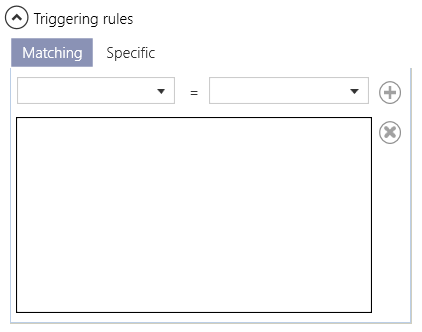 Triggering rules
Matching Specific
=